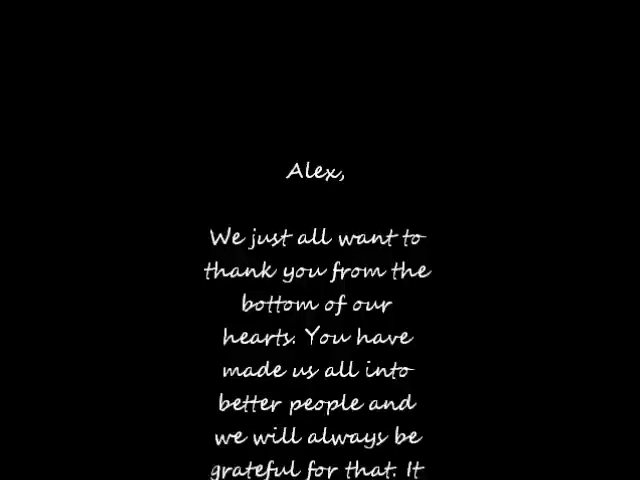 Alex,
We just all want to
thank you from the
bottom of our
hearts. You have
made us all into
better people and
we will always be
grateful for that. It